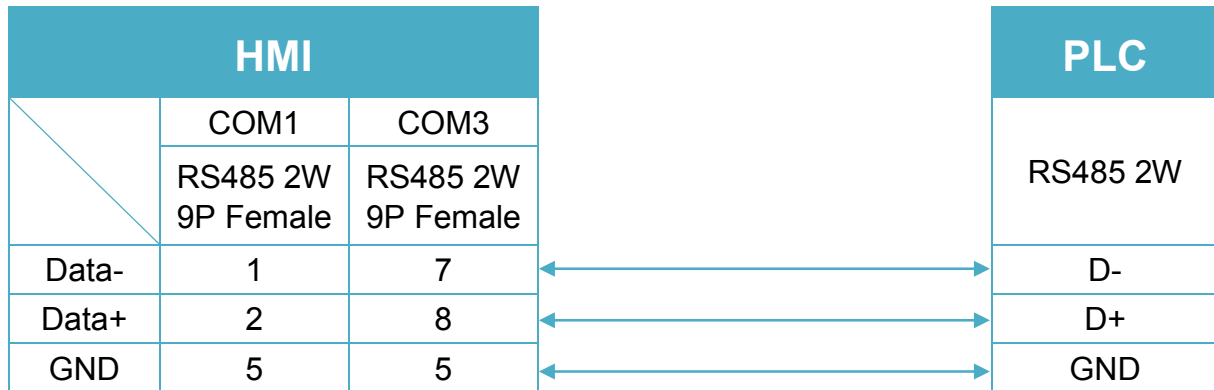 HMI PLC
COM1 COM3
RS485 2W RS485 2W RS485 2W
9P Female 9P Female
Data- 1 7 D-
Data+ 2 8 D+
GND 5 5 GND